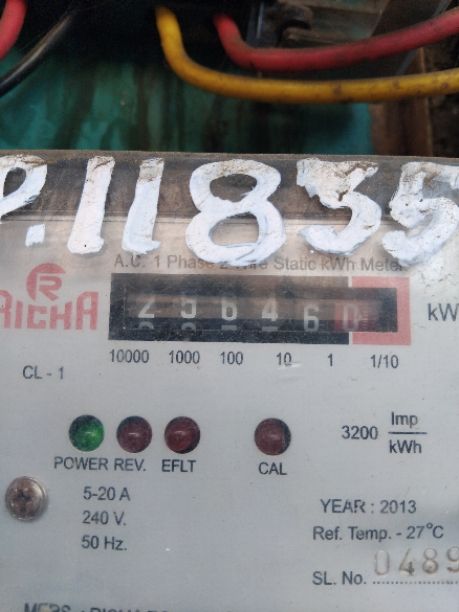 P.11835
A.C. 1 Phase 2 Wire Static kWh Meter
R
RICHA
256460
kW
10000 1000 100 10 1 1/10
CL - 1
3200 Imp/kWh
POWER REV. EFLT CAL
5-20 A
240 V.
50 Hz.
YEAR : 2013
Ref. Temp. - 27°C
SL. No. 0489